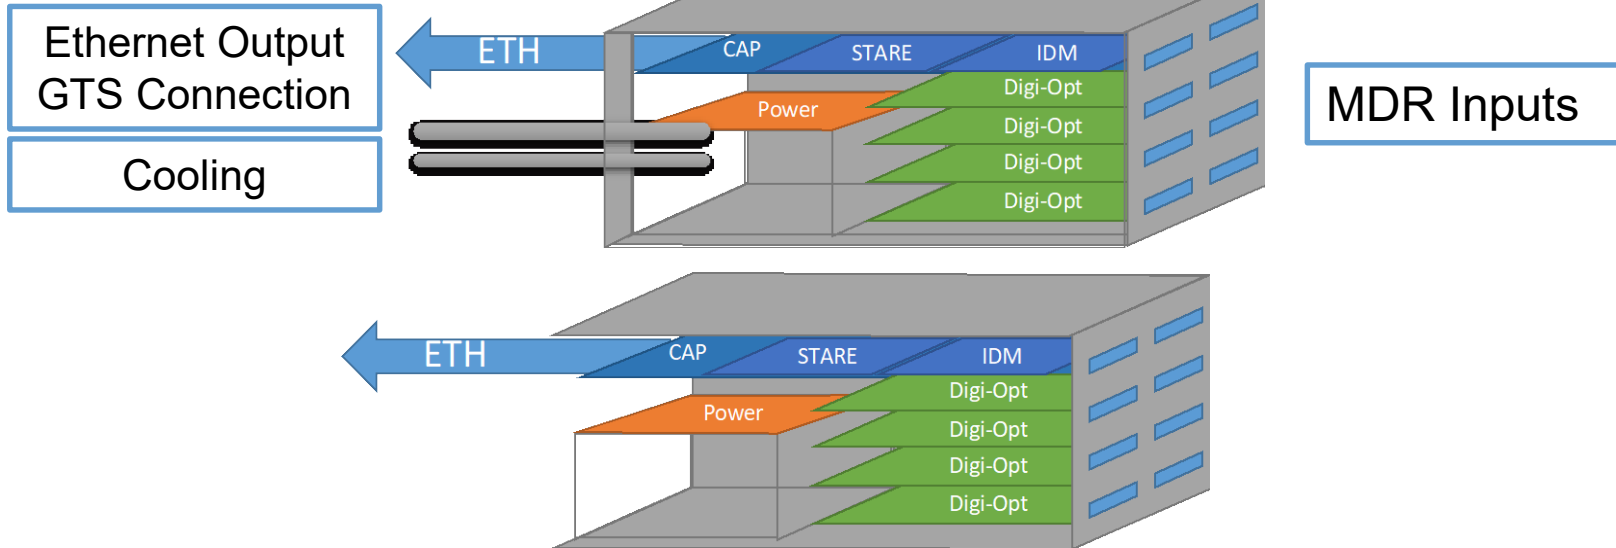 Ethernet Output
GTS Connection
Cooling
ETH
CAP
STARE
IDM
Power
Digi-Opt
Digi-Opt
Digi-Opt
Digi-Opt
MDR Inputs
ETH
CAP
STARE
IDM
Power
Digi-Opt
Digi-Opt
Digi-Opt
Digi-Opt